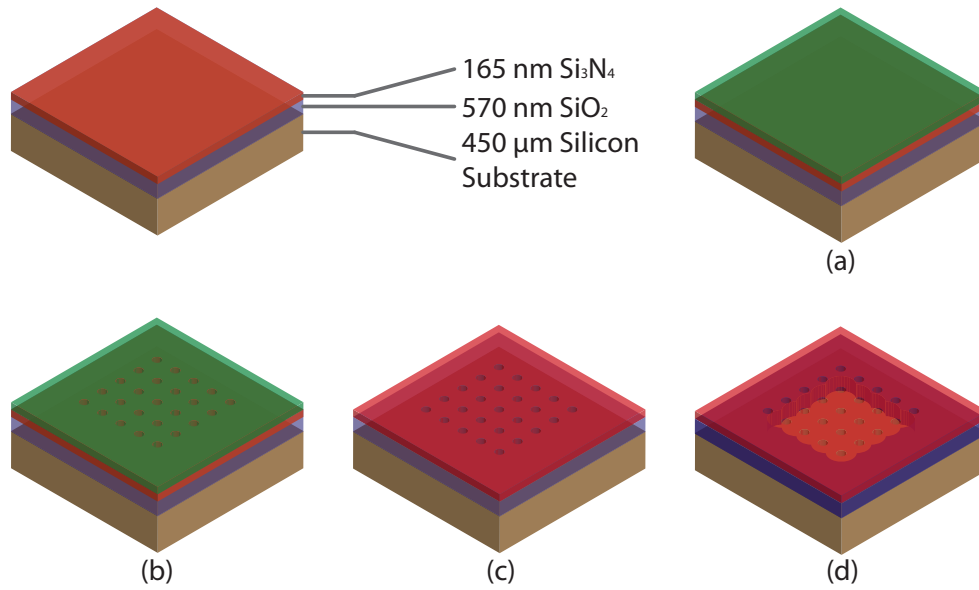 165 nm Si₃N₄
570 nm SiO₂
450 µm Silicon
Substrate
(a)
(b)
(c)
(d)